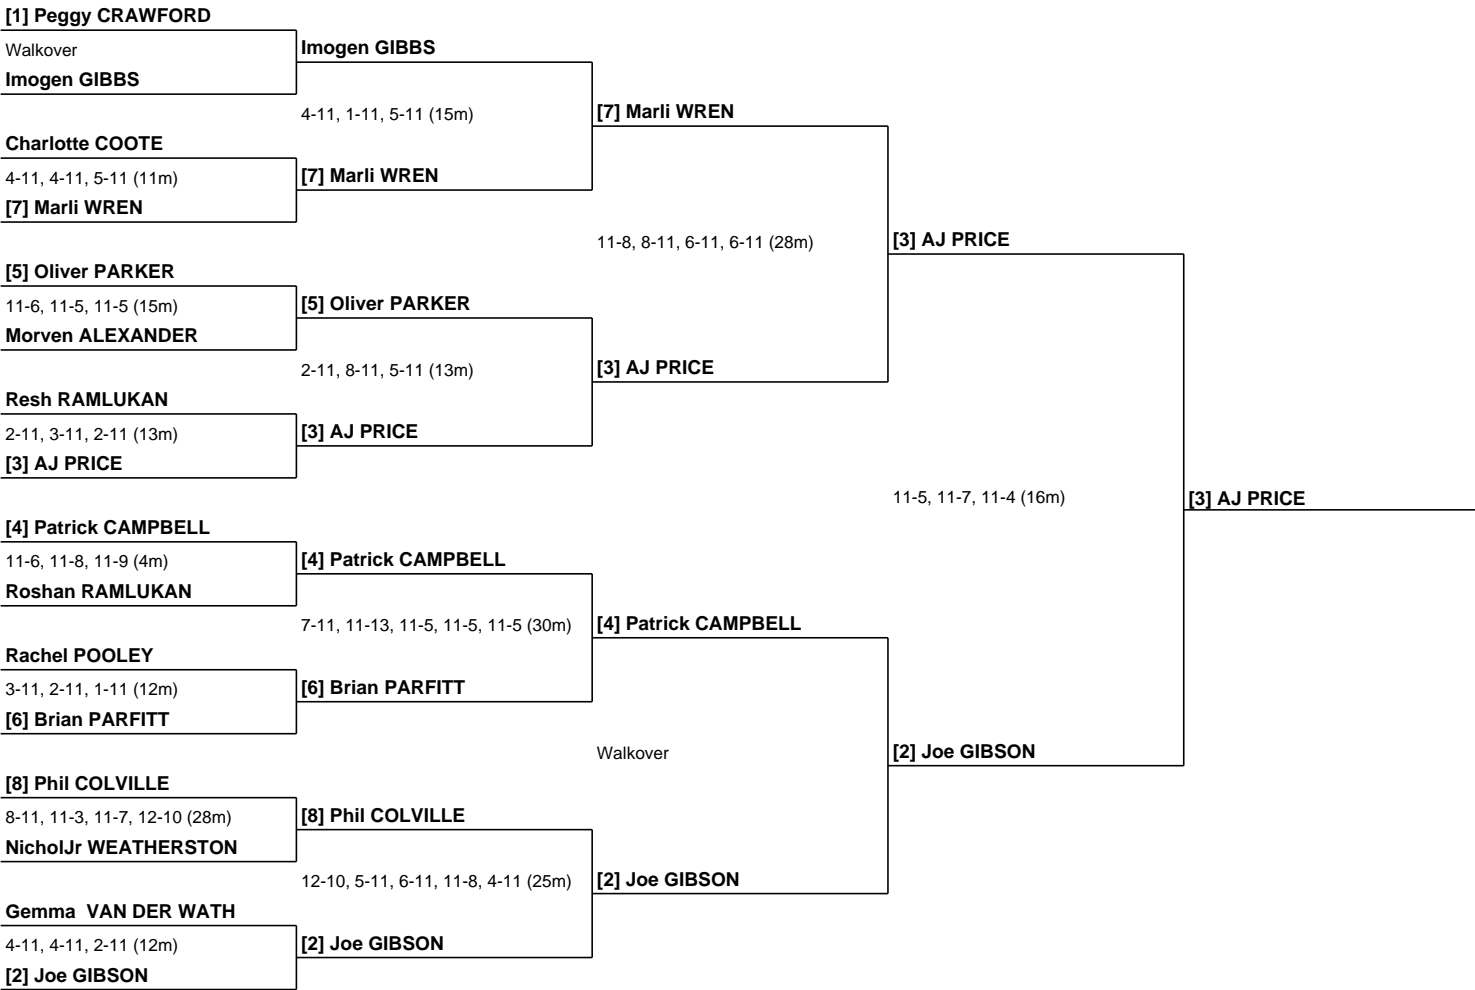 [1] Peggy CRAWFORD
Walkover
Imogen GIBBS
Charlotte COOTE
4-11, 4-11, 5-11 (11m)
[7] Marli WREN
[5] Oliver PARKER
11-6, 11-5, 11-5 (15m)
Morven ALEXANDER
Resh RAMLUKAN
2-11, 3-11, 2-11 (13m)
[3] AJ PRICE
[4] Patrick CAMPBELL
11-6, 11-8, 11-9 (4m)
Roshan RAMLUKAN
Rachel POOLEY
3-11, 2-11, 1-11 (12m)
[6] Brian PARFITT
[8] Phil COLVILLE
8-11, 11-3, 11-7, 12-10 (28m)
NicholJr WEATHERSTON
Gemma  VAN DER WATH
4-11, 4-11, 2-11 (12m)
[2] Joe GIBSON
Imogen GIBBS
4-11, 1-11, 5-11 (15m)
[7] Marli WREN
[5] Oliver PARKER
2-11, 8-11, 5-11 (13m)
[3] AJ PRICE
[4] Patrick CAMPBELL
7-11, 11-13, 11-5, 11-5, 11-5 (30m)
[6] Brian PARFITT
[8] Phil COLVILLE
12-10, 5-11, 6-11, 11-8, 4-11 (25m)
[2] Joe GIBSON
[7] Marli WREN
11-8, 8-11, 6-11, 6-11 (28m)
[3] AJ PRICE
[4] Patrick CAMPBELL
Walkover
[2] Joe GIBSON
[3] AJ PRICE
11-5, 11-7, 11-4 (16m)
[2] Joe GIBSON
[3] AJ PRICE